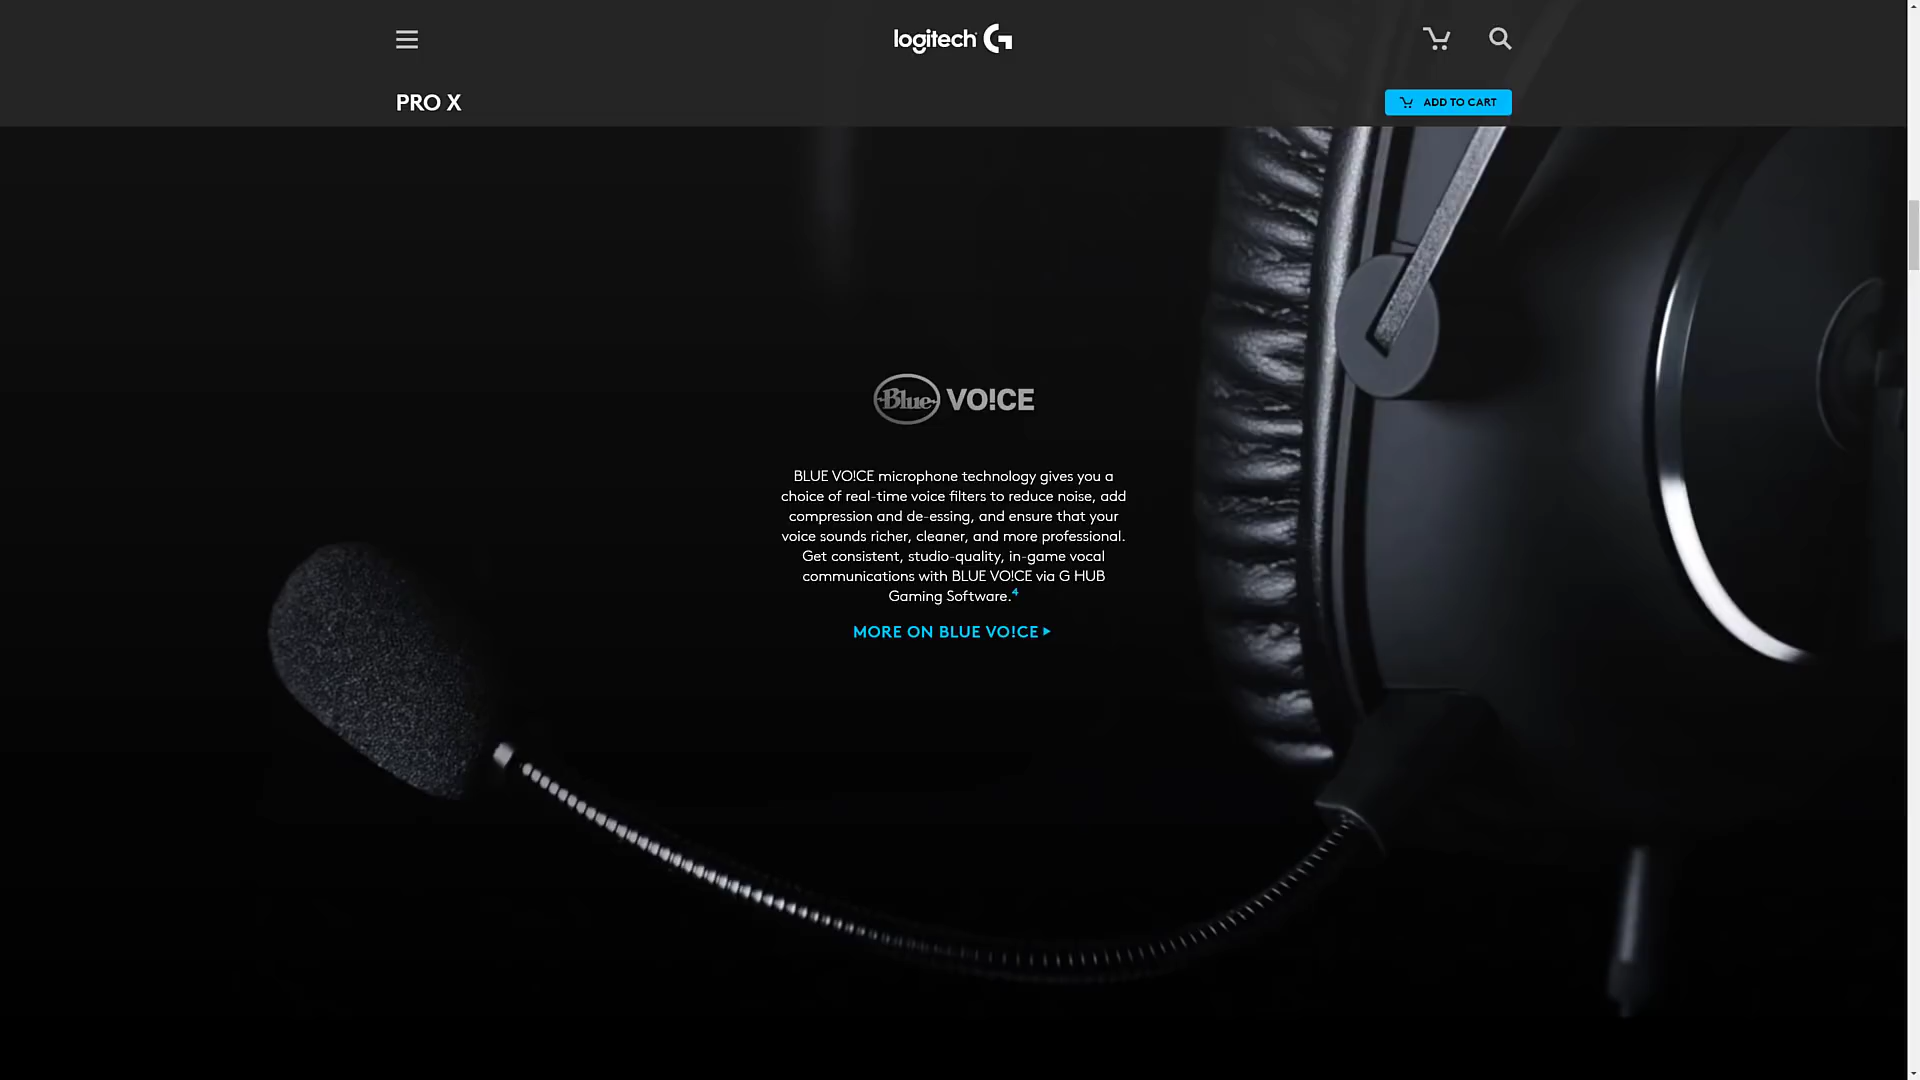 logitech G
PRO X
ADD TO CART
Blue VO!CE
BLUE VO!CE microphone technology gives you a
choice of real-time voice filters to reduce noise, add
compression and de-essing, and ensure that your
voice sounds richer, cleaner, and more professional.
Get consistent, studio-quality, in-game vocal
communications with BLUE VO!CE via G HUB
Gaming Software.4
MORE ON BLUE VO!CE